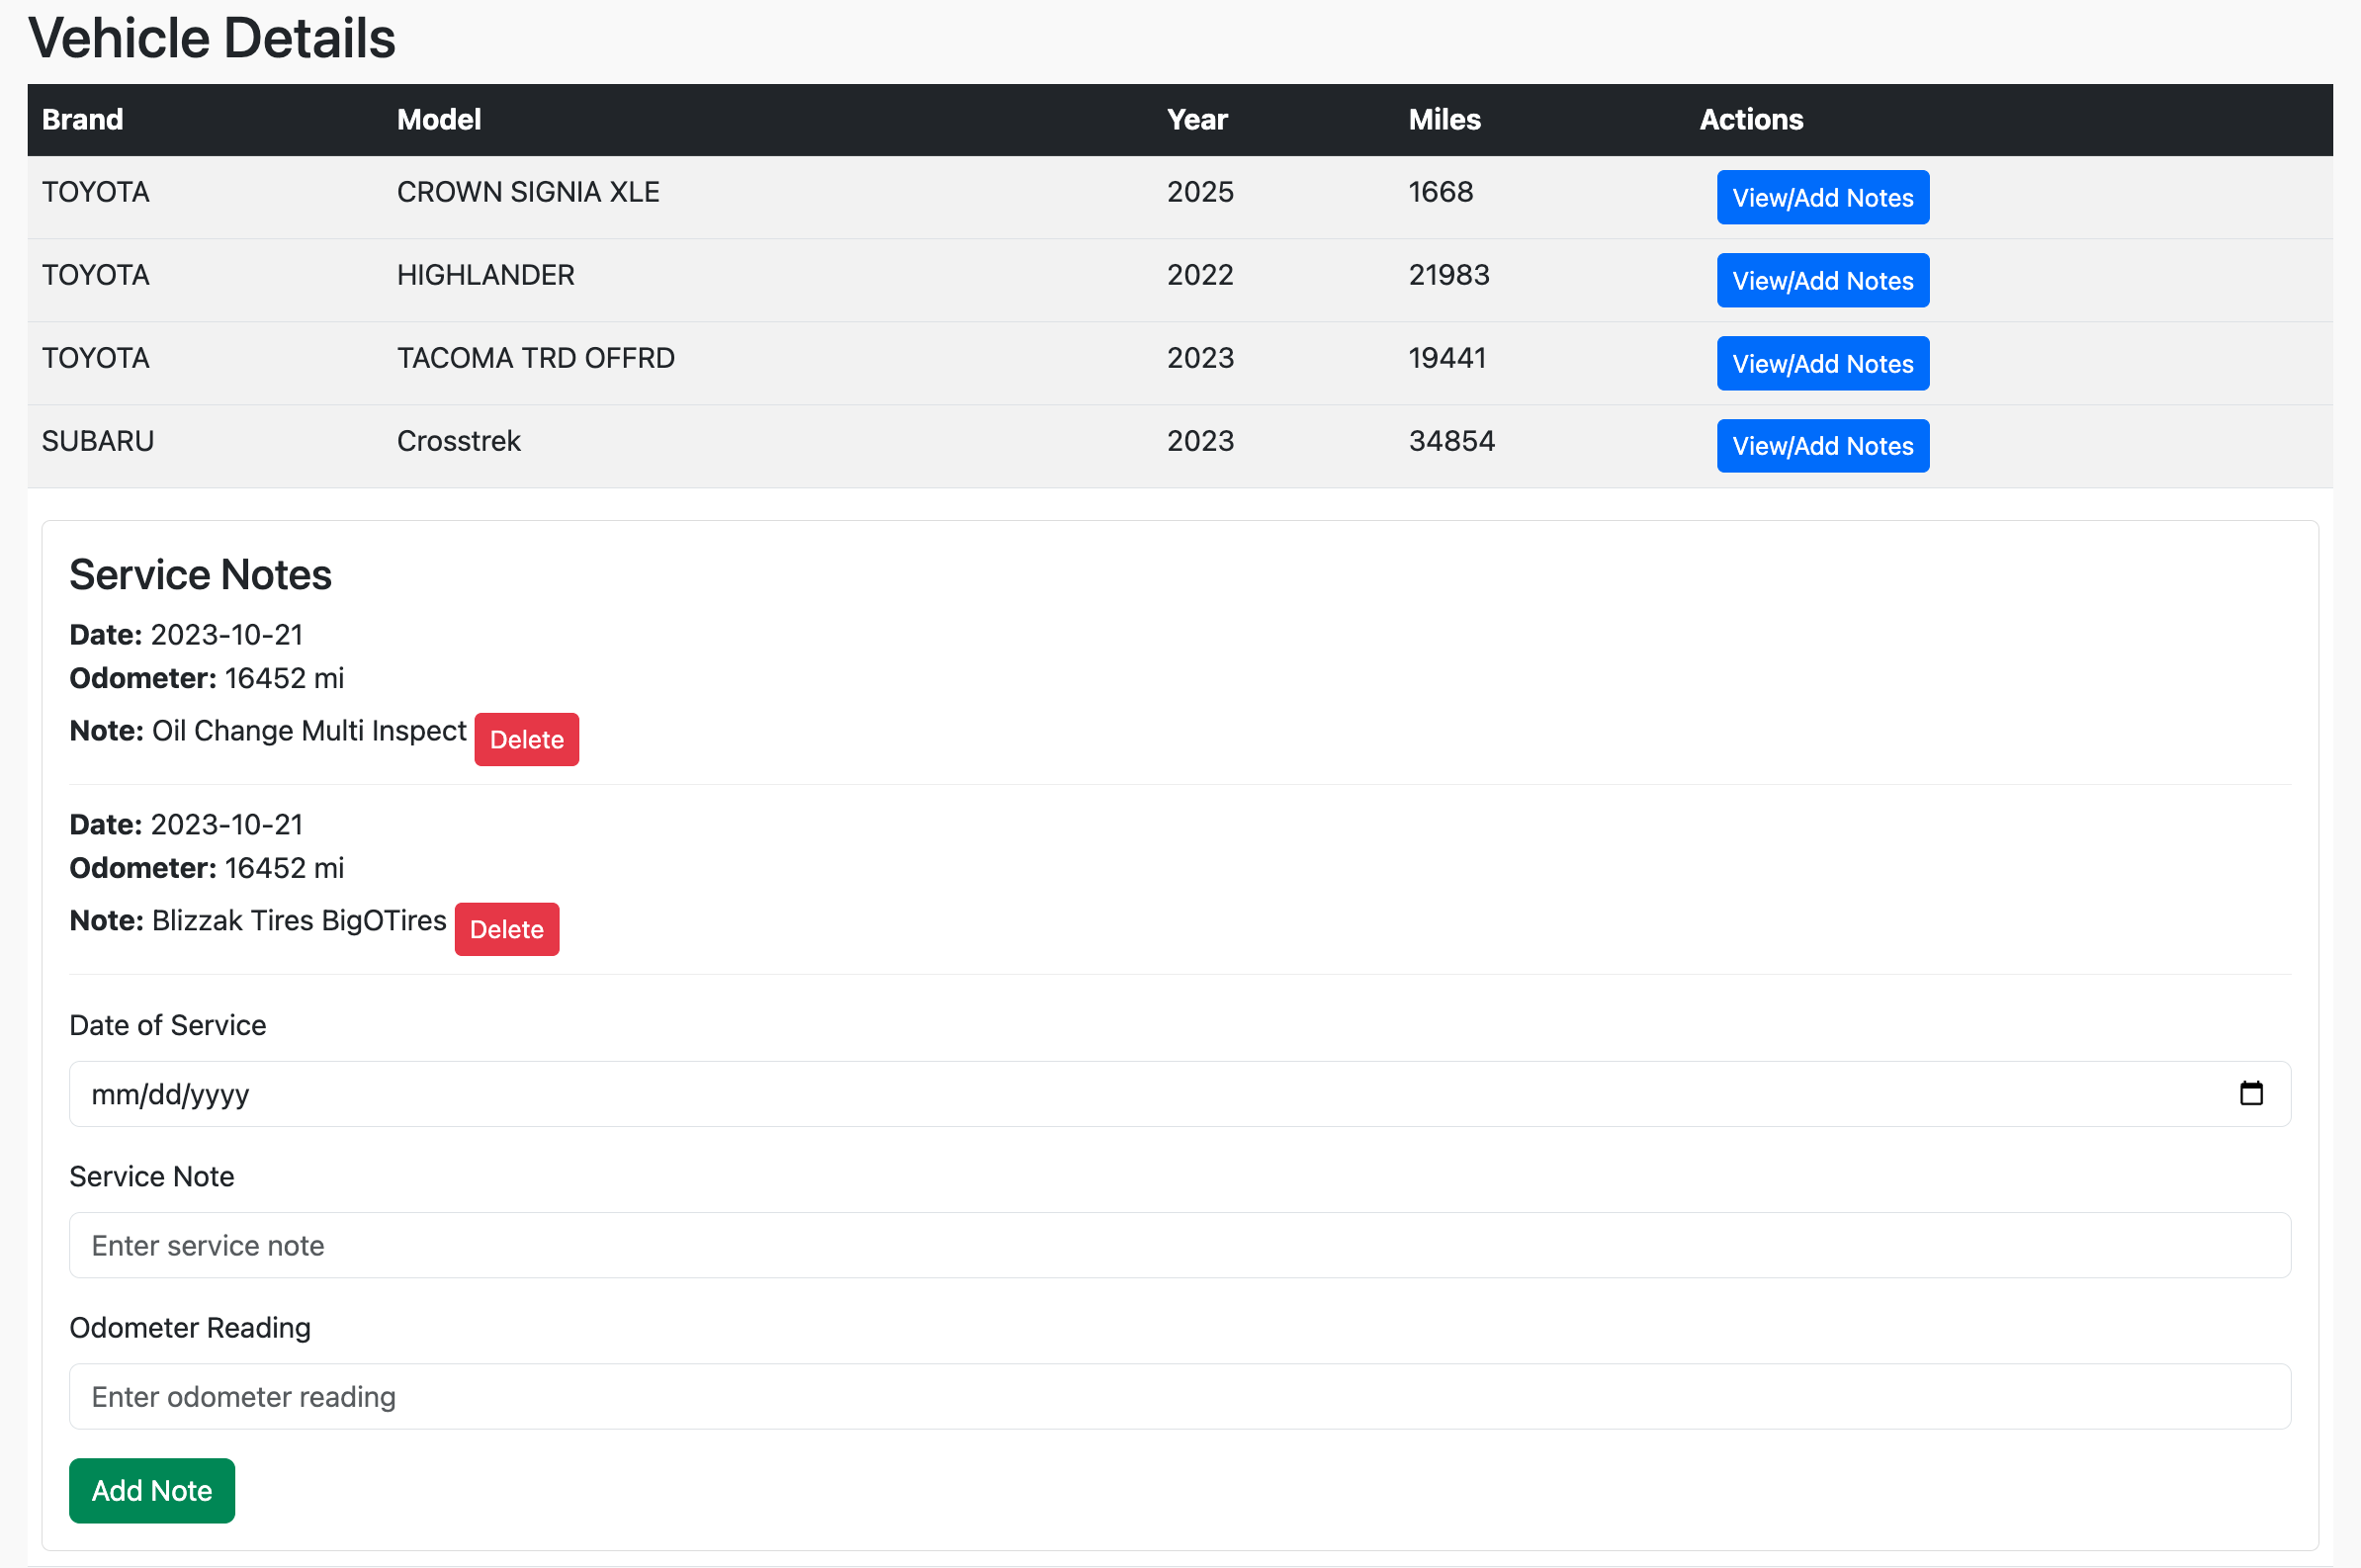 Vehicle Details
Brand Model Year Miles Actions
TOYOTA CROWN SIGNIA XLE 2025 1668 View/Add Notes
TOYOTA HIGHLANDER 2022 21983 View/Add Notes
TOYOTA TACOMA TRD OFFRD 2023 19441 View/Add Notes
SUBARU Crosstrek 2023 34854 View/Add Notes
Service Notes
Date: 2023-10-21
Odometer: 16452 mi
Note: Oil Change Multi Inspect Delete
Date: 2023-10-21
Odometer: 16452 mi
Note: Blizzak Tires BigOTires Delete
Date of Service
mm/dd/yyyy
Service Note
Enter service note
Odometer Reading
Enter odometer reading
Add Note